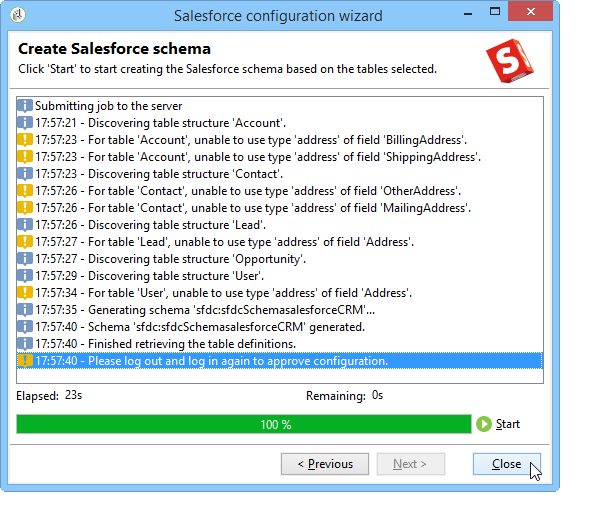 Salesforce configuration wizard
Create Salesforce schema
Click 'Start' to start creating the Salesforce schema based on the tables selected.
S
Submitting job to the server
17:57:21 - Discovering table structure 'Account'.
17:57:23 - For table 'Account', unable to use type 'address' of field 'BillingAddress'.
17:57:23 - For table 'Account', unable to use type 'address' of field 'ShippingAddress'.
17:57:23 - Discovering table structure 'Contact'.
17:57:26 - For table 'Contact', unable to use type 'address' of field 'OtherAddress'.
17:57:26 - For table 'Contact', unable to use type 'address' of field 'MailingAddress'.
17:57:26 - Discovering table structure 'Lead'.
17:57:27 - For table 'Lead', unable to use type 'address' of field 'Address'.
17:57:27 - Discovering table structure 'Opportunity'.
17:57:29 - Discovering table structure 'User'.
17:57:34 - For table 'User', unable to use type 'address' of field 'Address'.
17:57:35 - Generating schema 'sfdc:sfdcSchemasalesforceCRM'...
17:57:40 - Schema 'sfdc:sfdcSchemasalesforceCRM' generated.
17:57:40 - Finished retrieving the table definitions.
17:57:40 - Please log out and log in again to approve configuration.
Elapsed: 23s Remaining: 0s
100 % Start
< Previous Next > Close